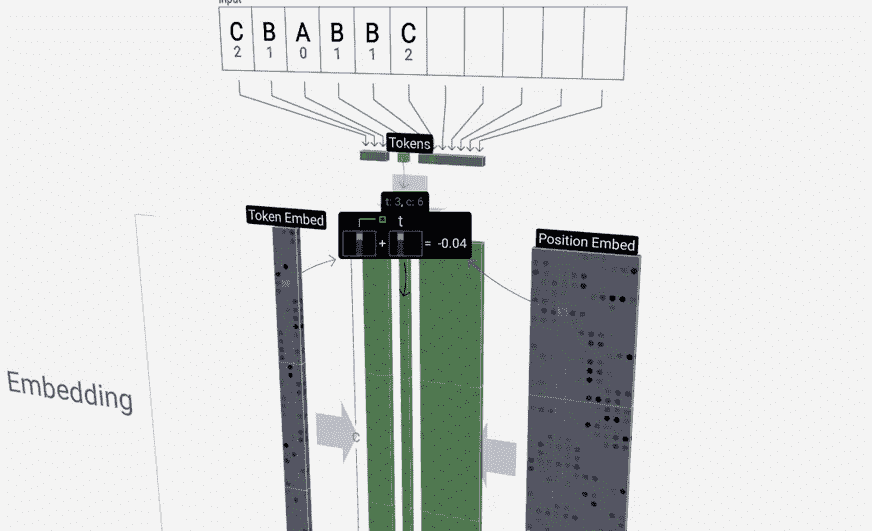 Input
C B A B B C
2 1 0 1 1 2
Tokens
t: 3, c: 6
Token Embed
t
+ = -0.04
Position Embed
Embedding
C